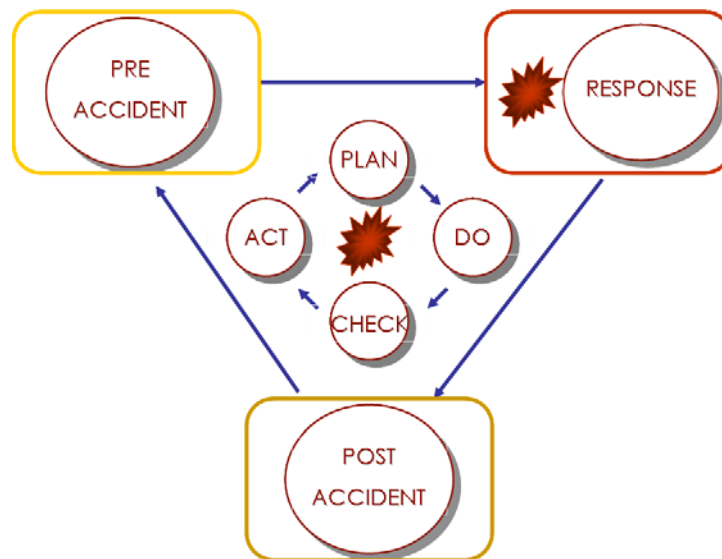 PRE
ACCIDENT
RESPONSE
PLAN
ACT
DO
CHECK
POST
ACCIDENT